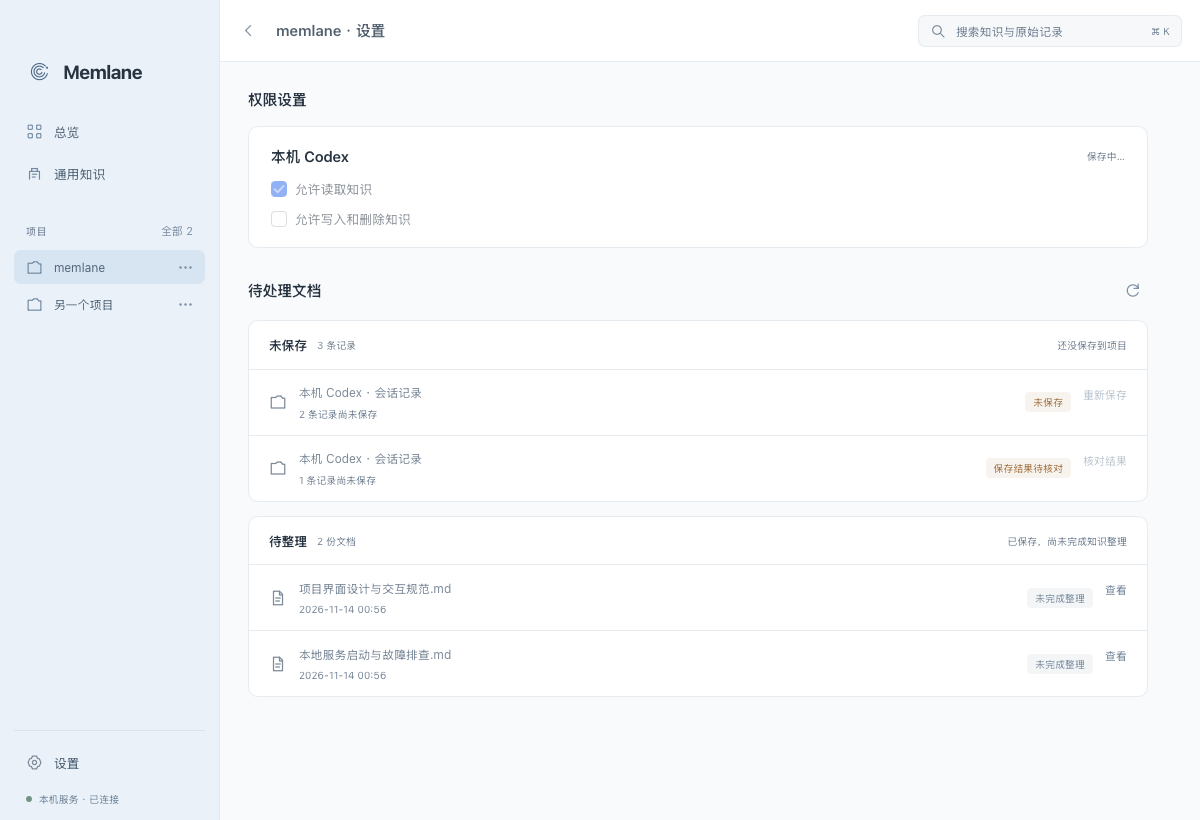 Memlane
总览
通用知识
项目 全部 2
memlane
另一个项目
设置
本机服务 · 已连接
memlane · 设置
搜索知识与原始记录 ⌘ K
权限设置
本机 Codex 保存中...
允许读取知识
允许写入和删除知识
待处理文档
未保存 3 条记录 还没保存到项目
本机 Codex · 会话记录
2 条记录尚未保存
未保存 重新保存
本机 Codex · 会话记录
1 条记录尚未保存
保存结果待核对 核对结果
待整理 2 份文档 已保存，尚未完成知识整理
项目界面设计与交互规范.md
2026-11-14 00:56
未完成整理 查看
本地服务启动与故障排查.md
2026-11-14 00:56
未完成整理 查看